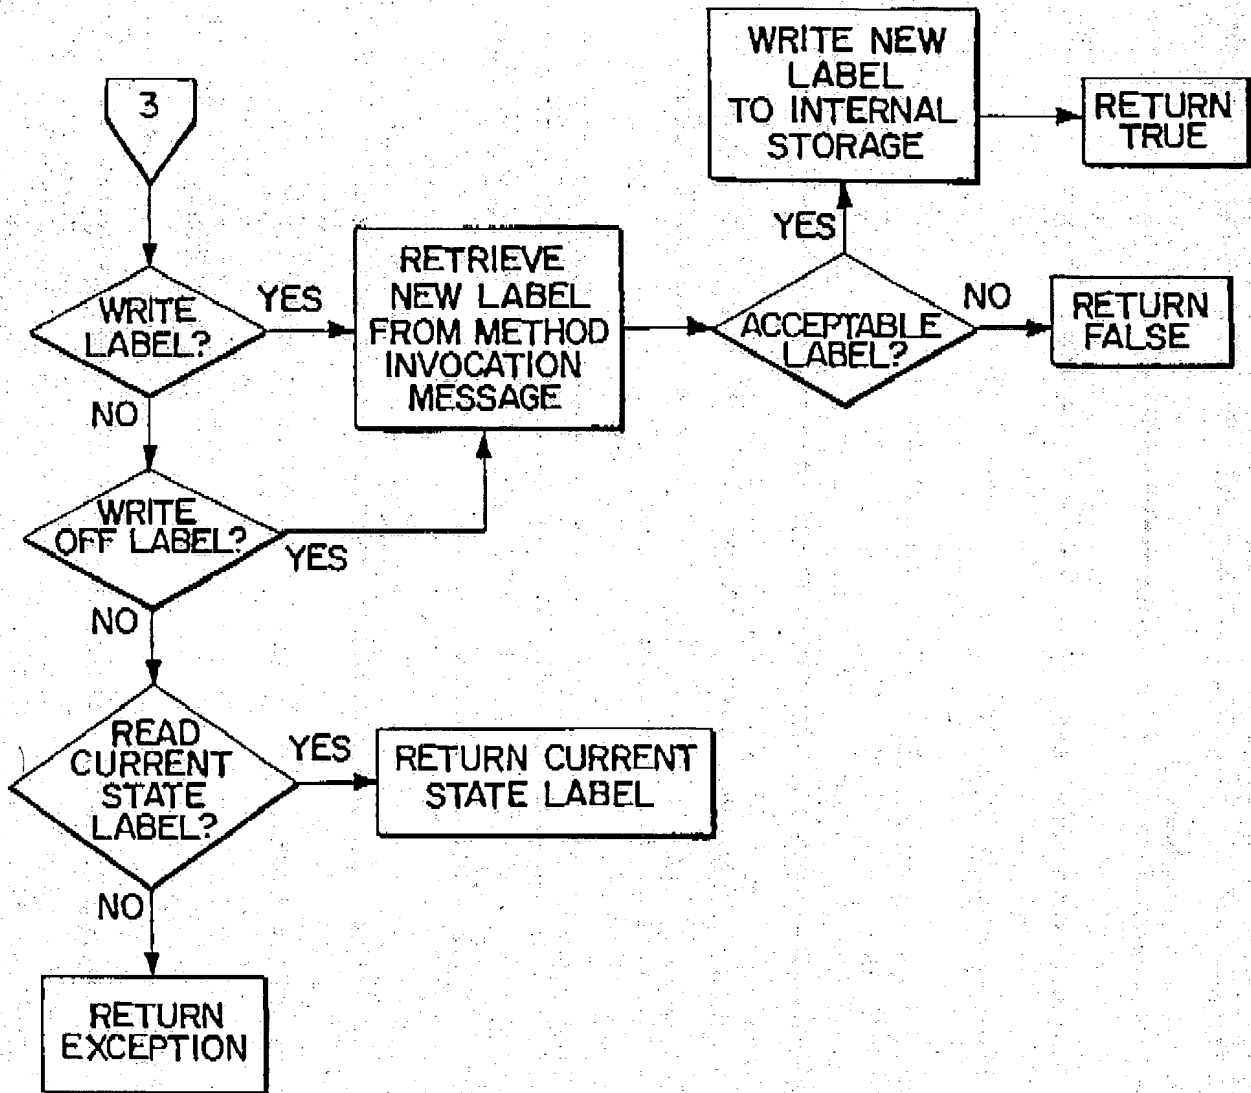 3
WRITE
LABEL?
YES
NO
RETRIEVE
NEW LABEL
FROM METHOD
INVOCATION
MESSAGE
ACCEPTABLE
LABEL?
YES
NO
WRITE NEW
LABEL
TO INTERNAL
STORAGE
RETURN
TRUE
RETURN
FALSE
WRITE
OFF LABEL?
YES
NO
READ
CURRENT
STATE
LABEL?
YES
NO
RETURN CURRENT
STATE LABEL
RETURN
EXCEPTION